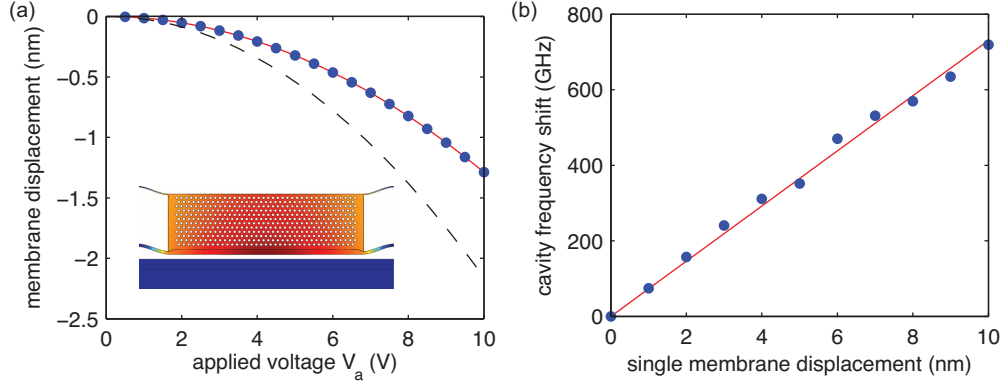 (a)
membrane displacement (nm)
0
−0.5
−1
−1.5
−2
−2.5
0 2 4 6 8 10
applied voltage V_a (V)
(b)
cavity frequency shift (GHz)
800
600
400
200
0
0 2 4 6 8 10
single membrane displacement (nm)